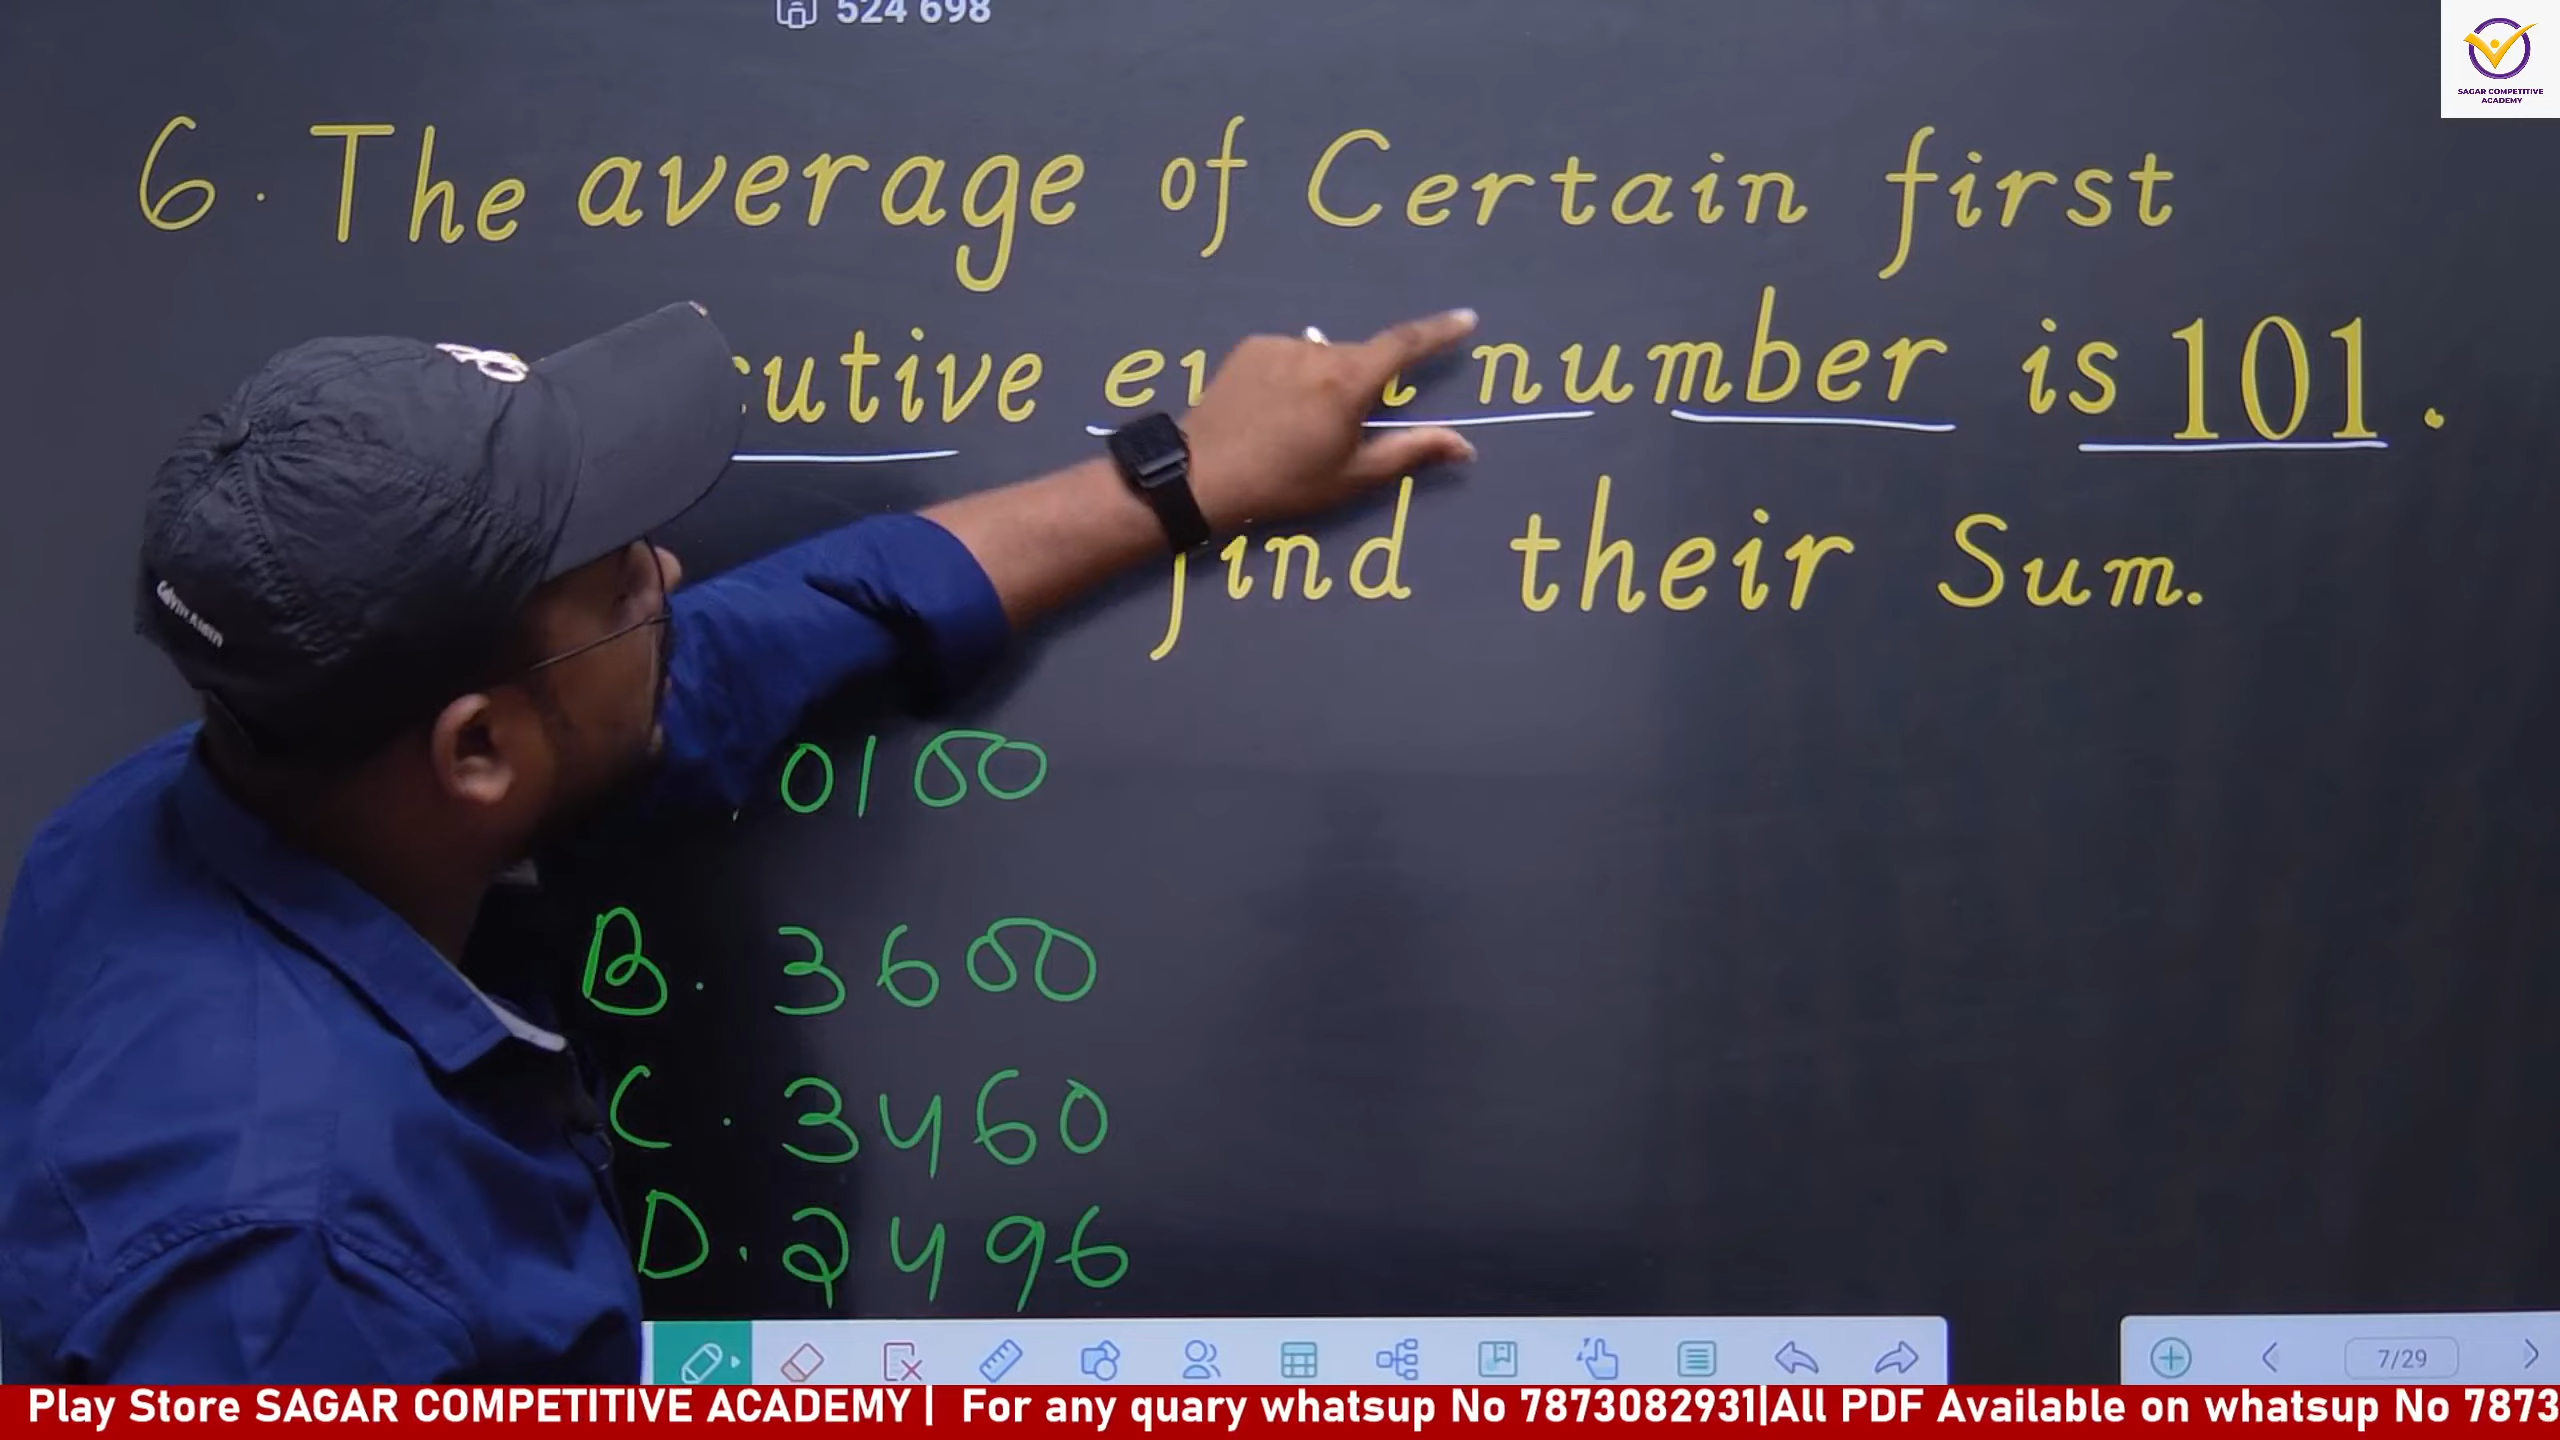 524 698
SAGAR COMPETITIVE
ACADEMY
6. The average of Certain first
cutive number is 101.
find their Sum.
0100
B. 3600
C. 3460
D. 2496
7/29
Play Store SAGAR COMPETITIVE ACADEMY | For any quary whatsup No 7873082931|All PDF Available on whatsup No 7873